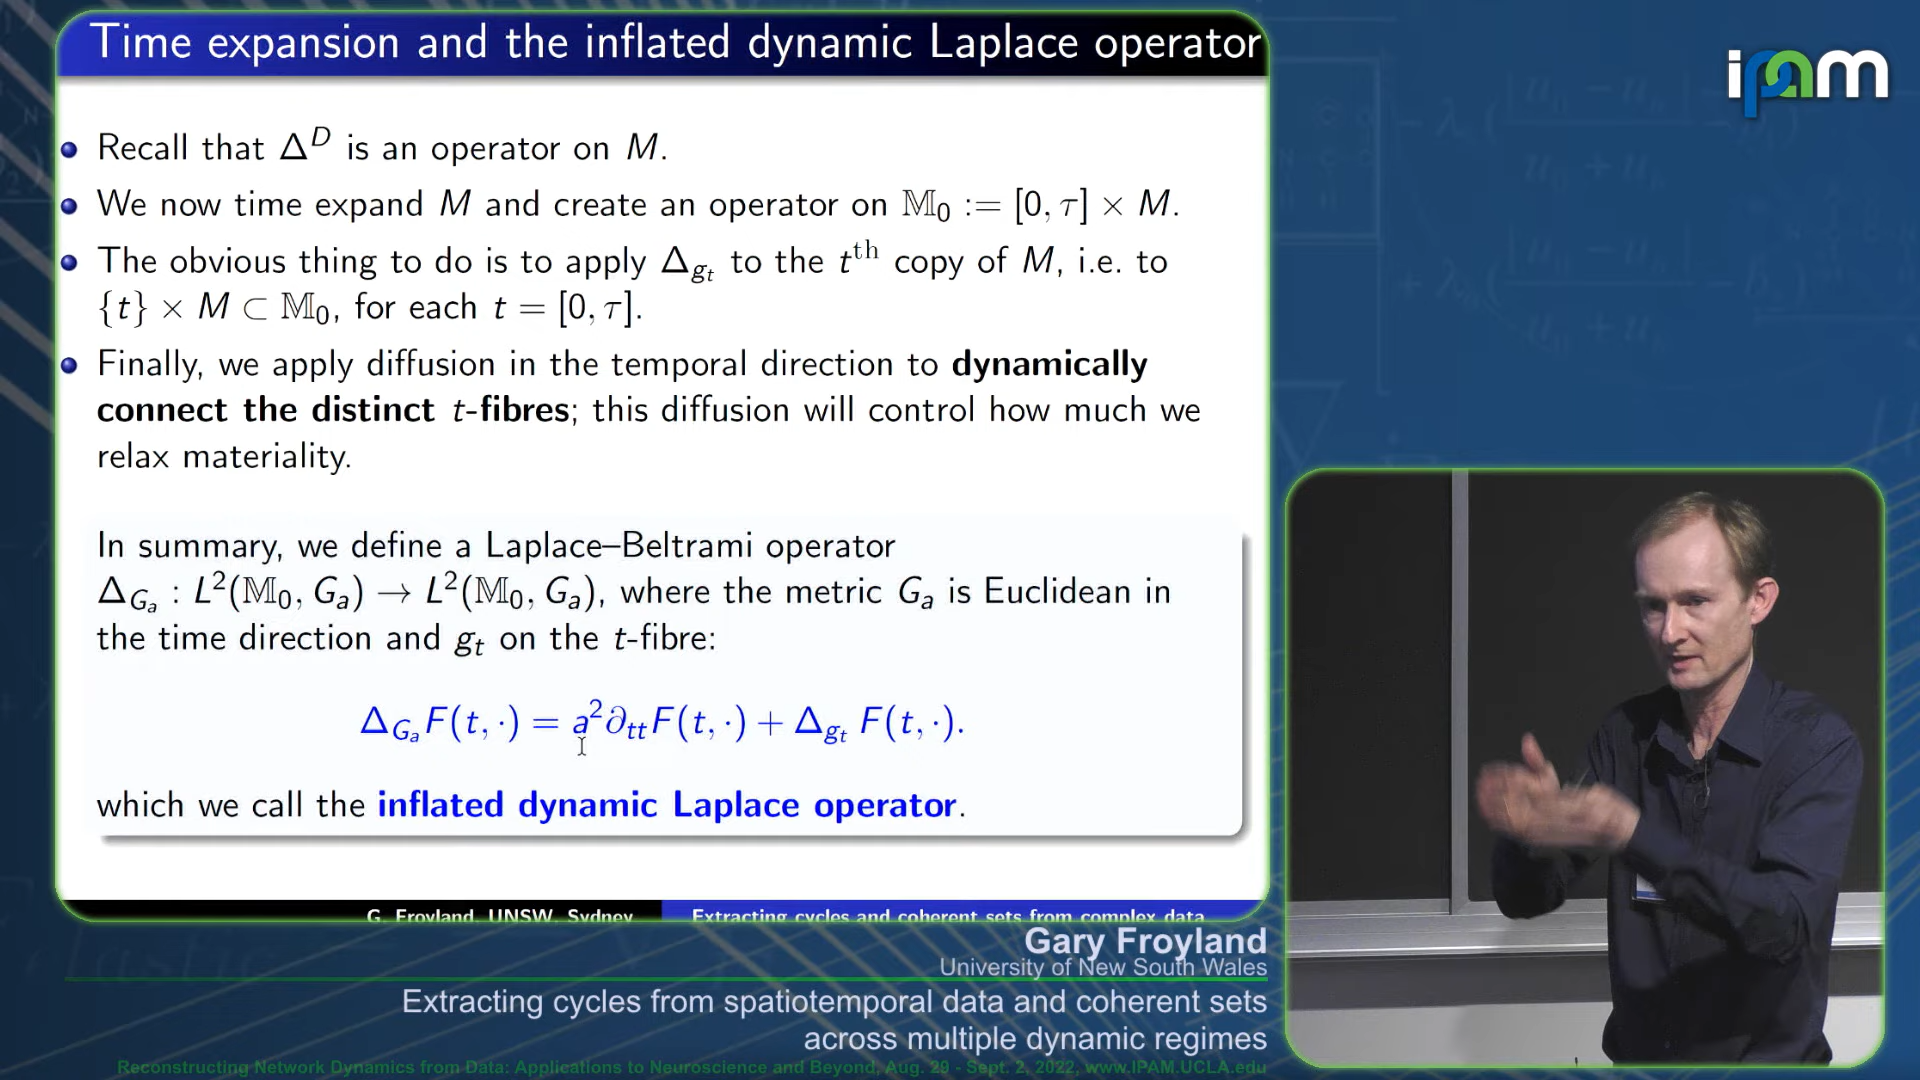 Time expansion and the inflated dynamic Laplace operator
Recall that Δ^D is an operator on M.
We now time expand M and create an operator on 𝕄₀ := [0, τ] × M.
The obvious thing to do is to apply Δ_{g_t} to the t^th copy of M, i.e. to
{t} × M ⊂ 𝕄₀, for each t = [0, τ].
Finally, we apply diffusion in the temporal direction to dynamically
connect the distinct t-fibres; this diffusion will control how much we
relax materiality.
In summary, we define a Laplace–Beltrami operator
Δ_{G_a} : L²(𝕄₀, G_a) → L²(𝕄₀, G_a), where the metric G_a is Euclidean in
the time direction and g_t on the t-fibre:
Δ_{G_a} F(t, ·) = a²∂_{tt}F(t, ·) + Δ_{g_t} F(t, ·).
which we call the inflated dynamic Laplace operator.
G. Froyland, UNSW, Sydney Extracting cycles and coherent sets from complex data
ipam
Gary Froyland
University of New South Wales
Extracting cycles from spatiotemporal data and coherent sets
across multiple dynamic regimes
Reconstructing Network Dynamics from Data: Applications to Neuroscience and Beyond, Aug. 29 - Sept. 2, 2022, www.IPAM.UCLA.edu